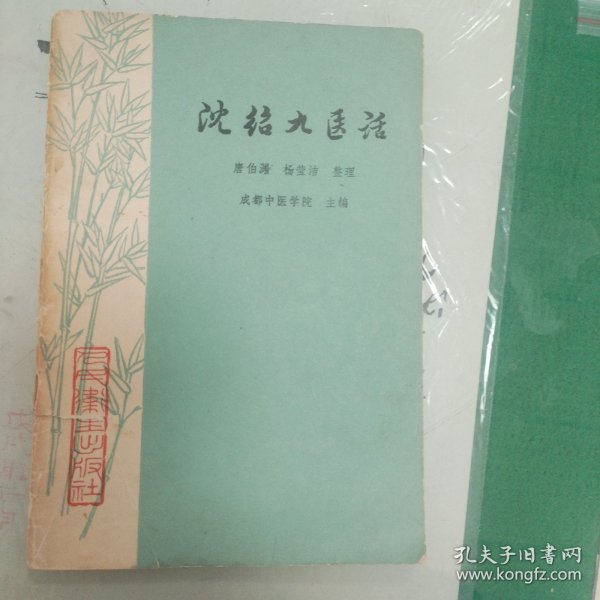 沈绍九医话
唐伯渊 杨莹洁 整理
成都中医学院 主编
人民卫生出版社
孔夫子旧书网
www.kongfz.com